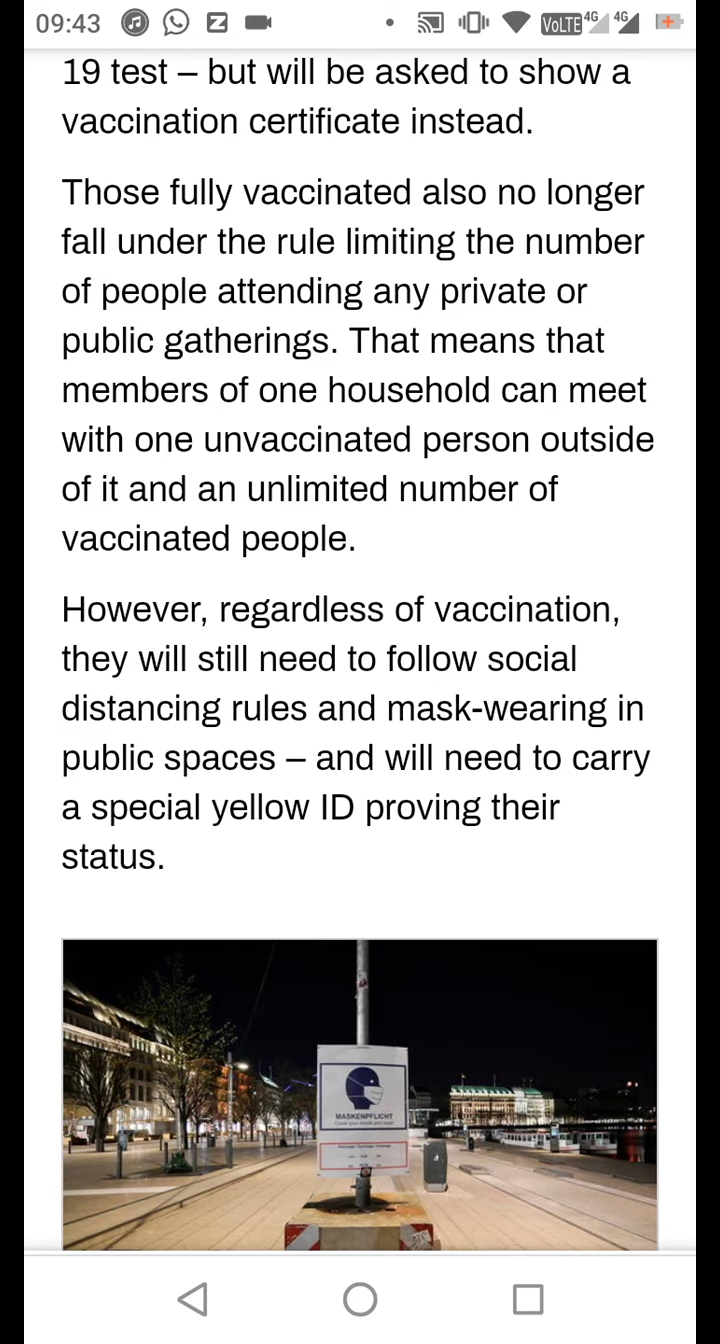 09:43
VoLTE 4G 4G
19 test – but will be asked to show a
vaccination certificate instead.
Those fully vaccinated also no longer
fall under the rule limiting the number
of people attending any private or
public gatherings. That means that
members of one household can meet
with one unvaccinated person outside
of it and an unlimited number of
vaccinated people.
However, regardless of vaccination,
they will still need to follow social
distancing rules and mask-wearing in
public spaces – and will need to carry
a special yellow ID proving their
status.
MASKENPFLICHT